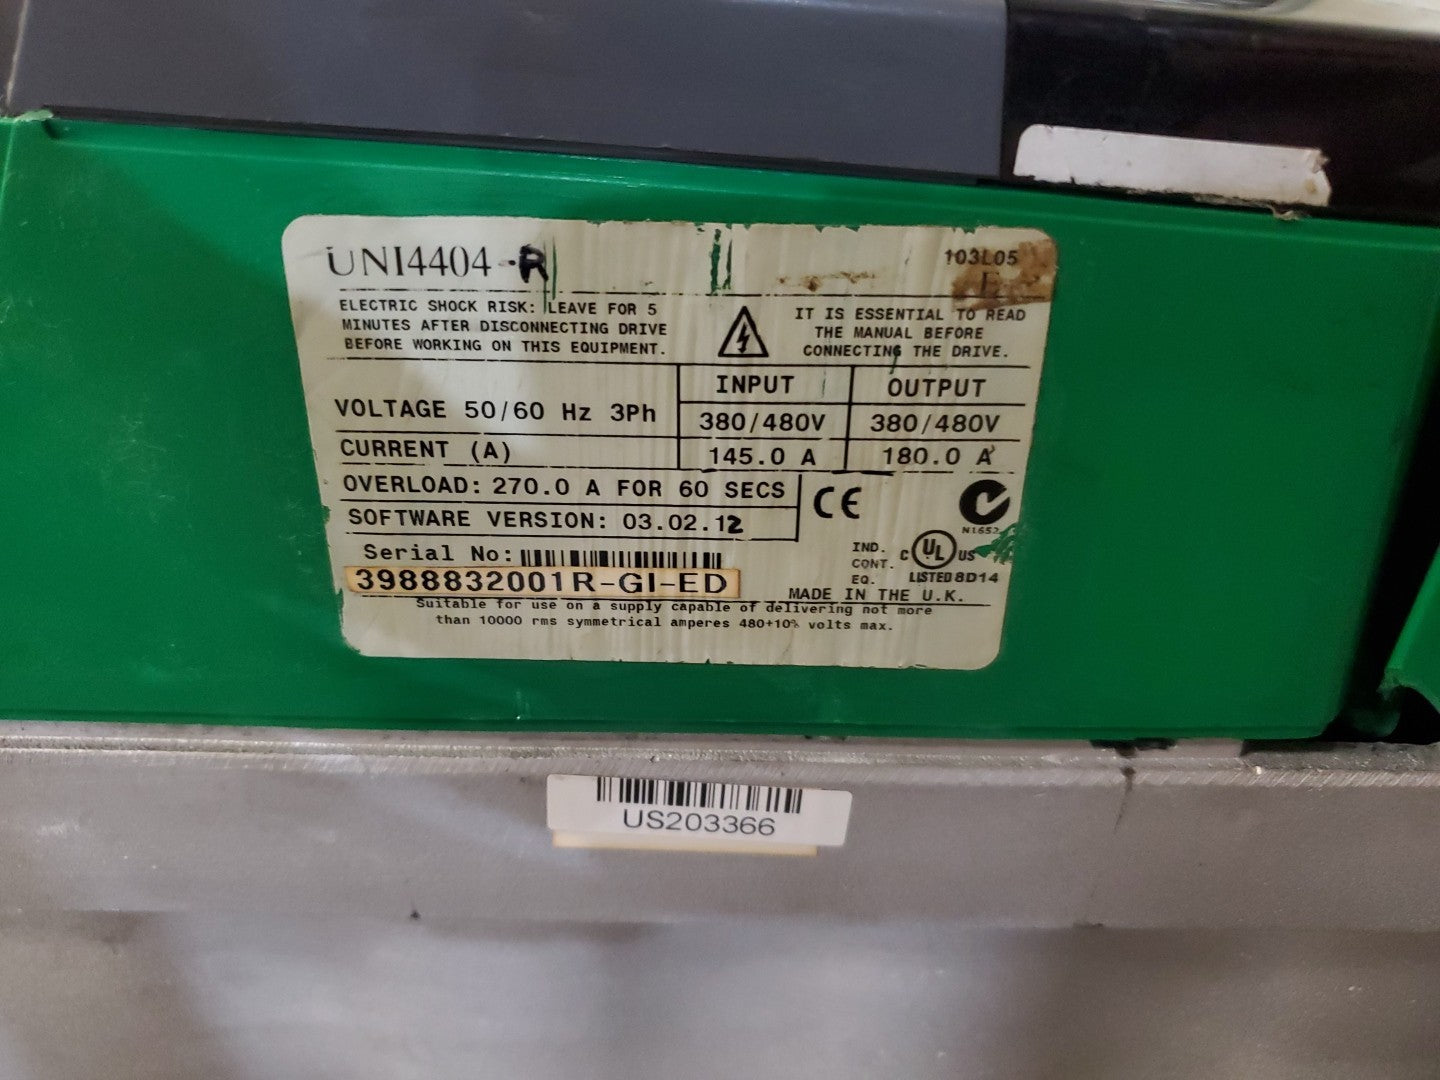 UNI4404-R
103L05
E
ELECTRIC SHOCK RISK: LEAVE FOR 5
MINUTES AFTER DISCONNECTING DRIVE
BEFORE WORKING ON THIS EQUIPMENT.
IT IS ESSENTIAL TO READ
THE MANUAL BEFORE
CONNECTING THE DRIVE.
INPUT OUTPUT
VOLTAGE 50/60 Hz 3Ph 380/480V 380/480V
CURRENT (A) 145.0 A 180.0 A
OVERLOAD: 270.0 A FOR 60 SECS
SOFTWARE VERSION: 03.02.12
CE
N1652
Serial No:
3988832001R-GI-ED
IND.
CONT.
EQ.
C UL US
LISTED 8D14
MADE IN THE U.K.
Suitable for use on a supply capable of delivering not more
than 10000 rms symmetrical amperes 480+10% volts max.
US203366